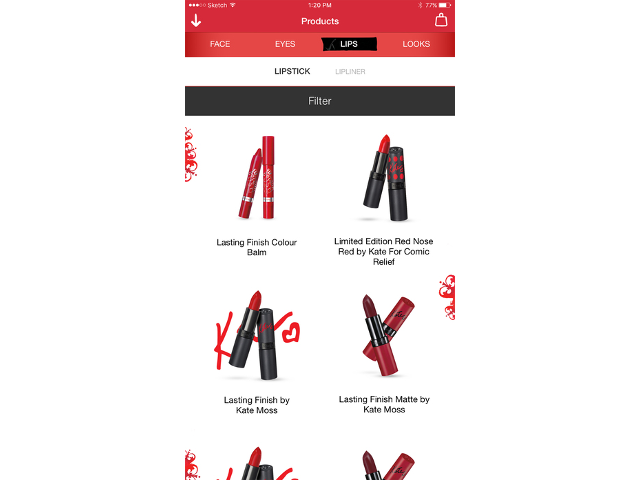 Sketch
1:20 PM
77%
Products
FACE
EYES
LIPS
LOOKS
LIPSTICK
LIPLINER
Filter
Lasting Finish Colour
Balm
Limited Edition Red Nose
Red by Kate For Comic
Relief
Lasting Finish by
Kate Moss
Lasting Finish Matte by
Kate Moss